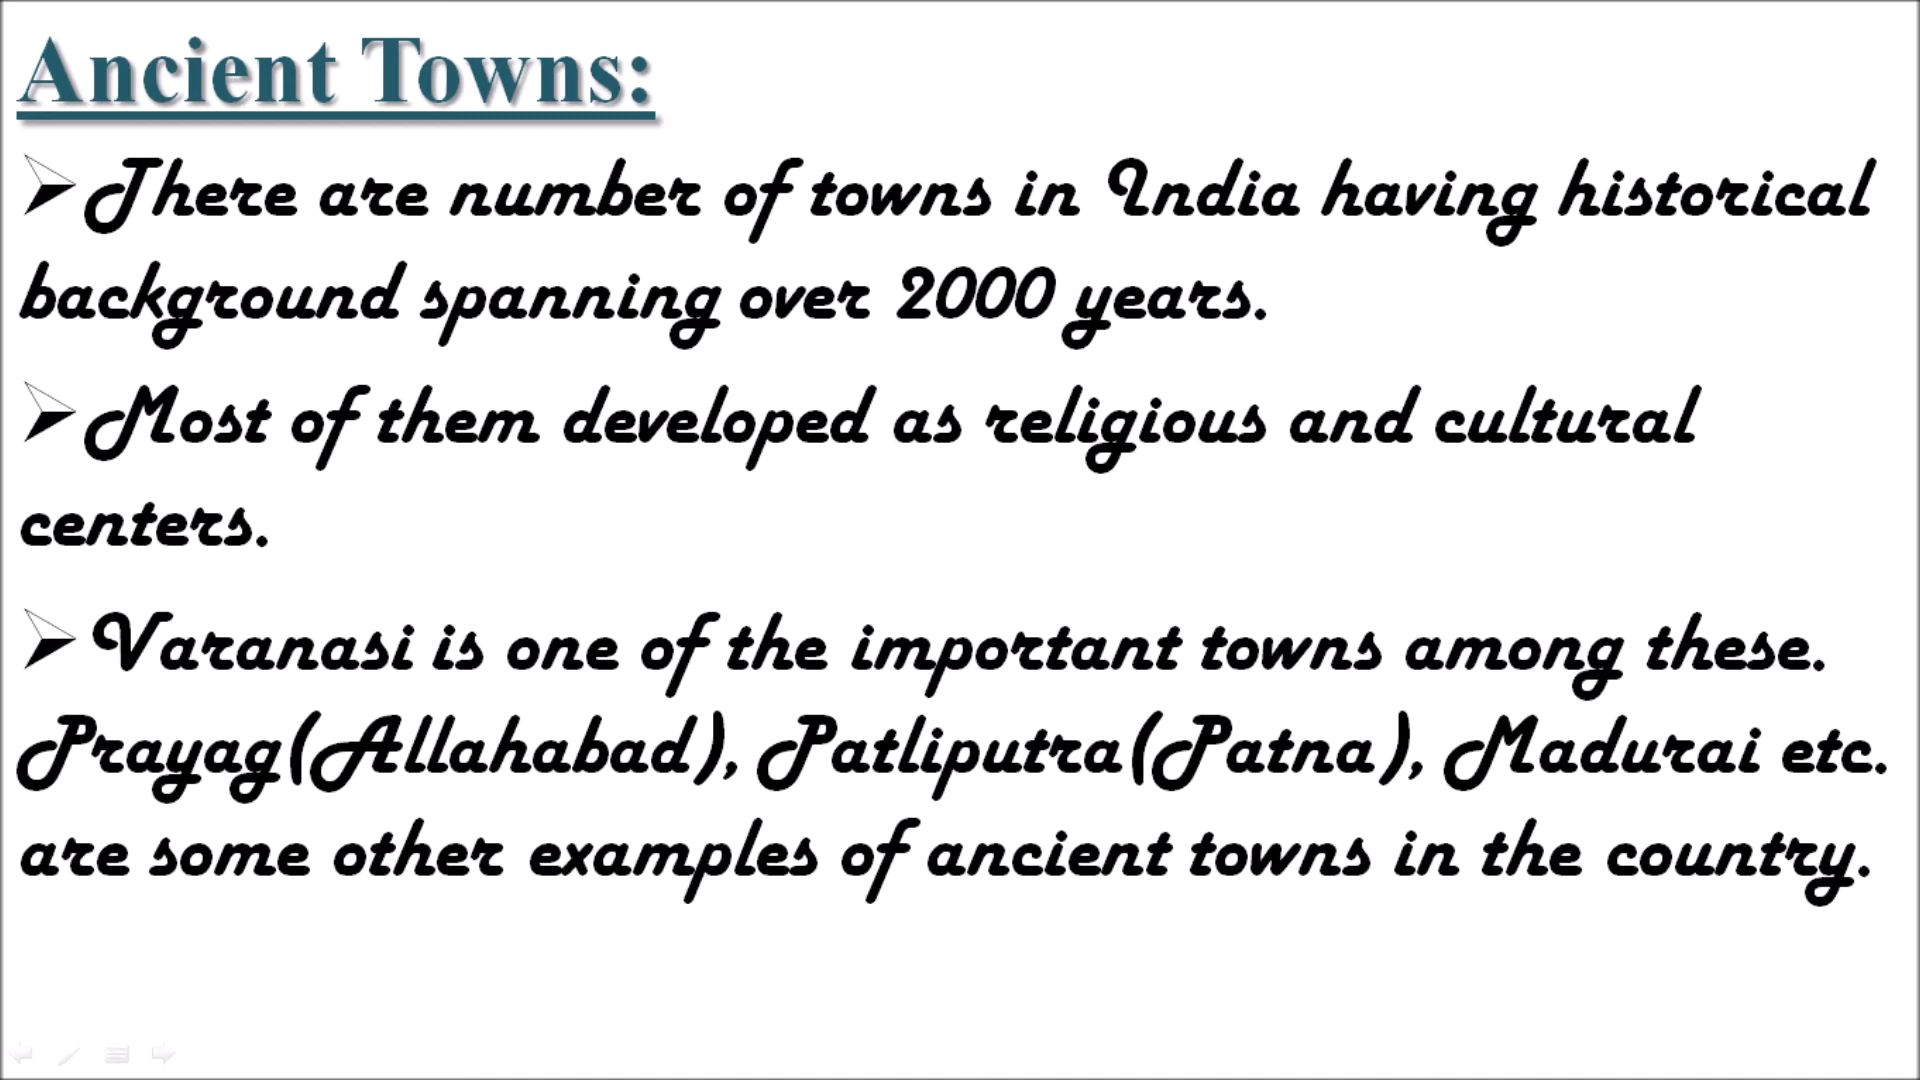 Ancient Towns:
➢There are number of towns in India having historical
background spanning over 2000 years.
➢Most of them developed as religious and cultural
centers.
➢Varanasi is one of the important towns among these.
Prayag(Allahabad), Patliputra(Patna), Madurai etc.
are some other examples of ancient towns in the country.